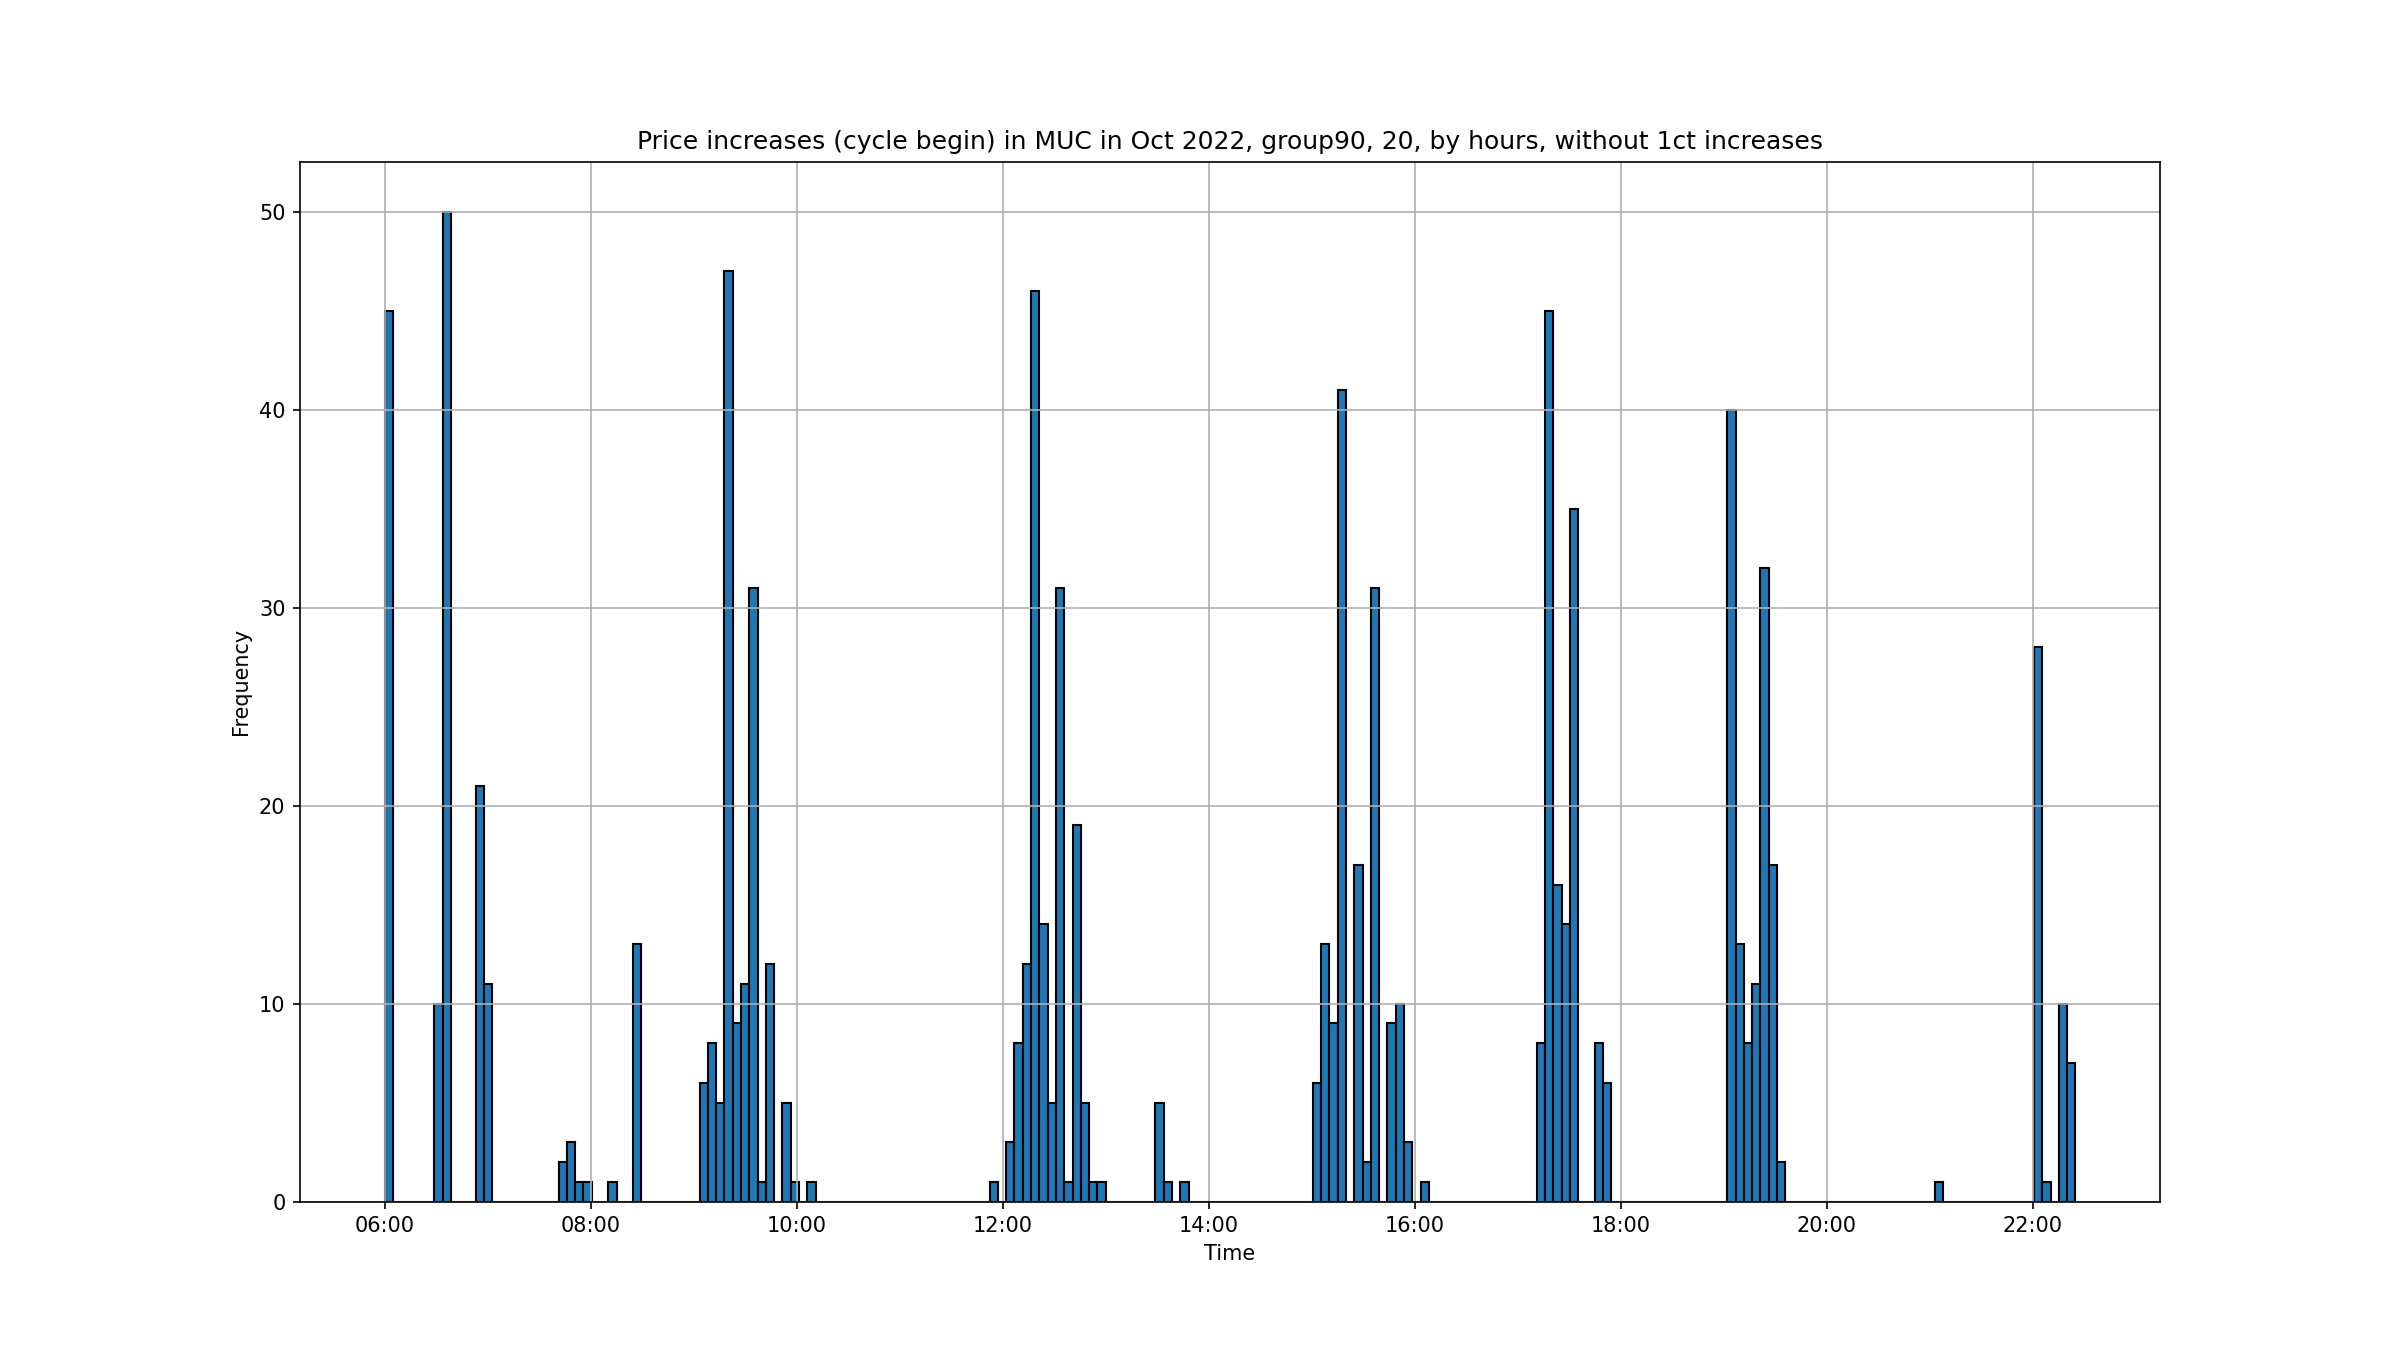 Price increases (cycle begin) in MUC in Oct 2022, group90, 20, by hours, without 1ct increases
50
40
30
20
10
0
Frequency
06:00 08:00 10:00 12:00 14:00 16:00 18:00 20:00 22:00
Time